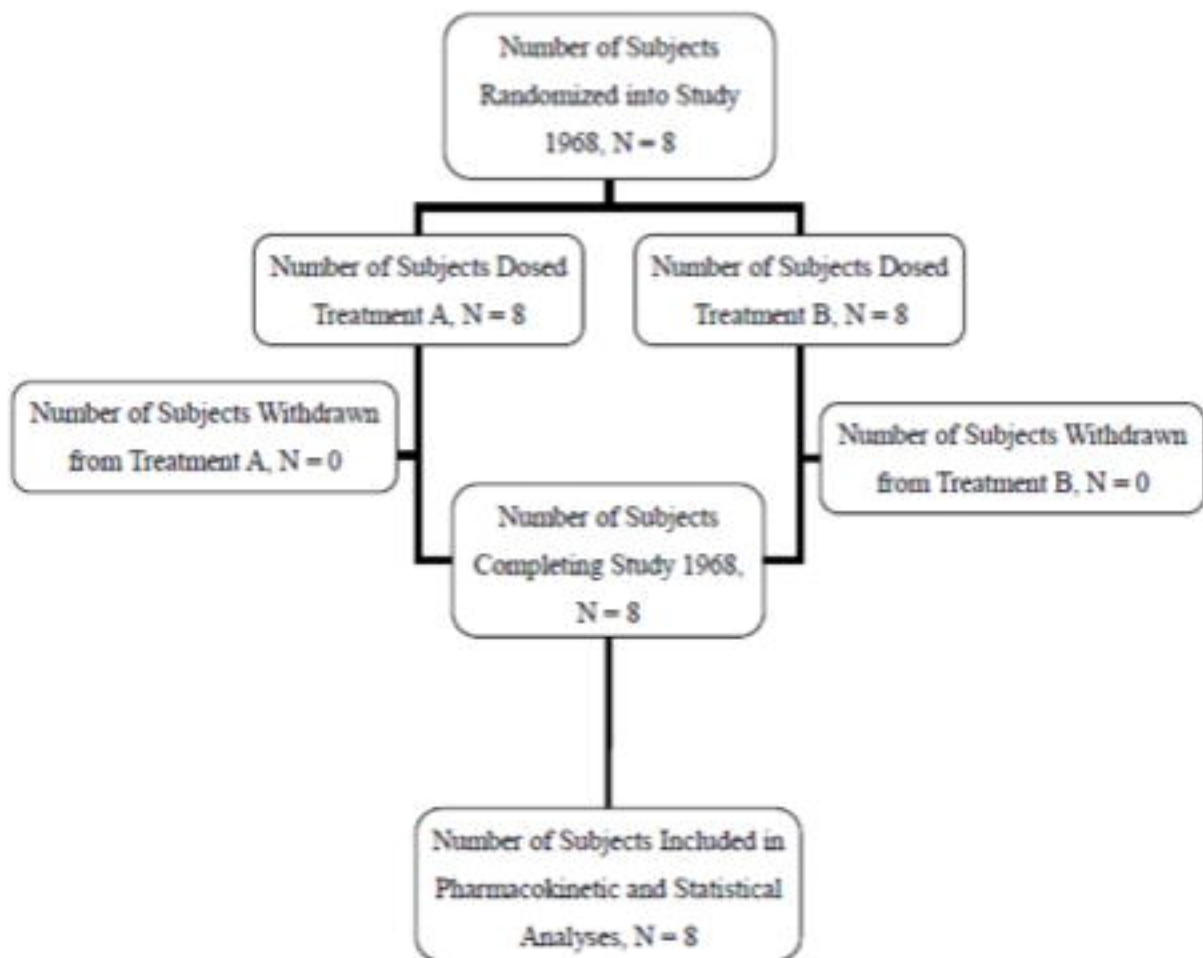 Number of Subjects
Randomized into Study
1968, N = 8
Number of Subjects Dosed
Treatment A, N = 8
Number of Subjects Dosed
Treatment B, N = 8
Number of Subjects Withdrawn
from Treatment A, N = 0
Number of Subjects Withdrawn
from Treatment B, N = 0
Number of Subjects
Completing Study 1968,
N = 8
Number of Subjects Included in
Pharmacokinetic and Statistical
Analyses, N = 8